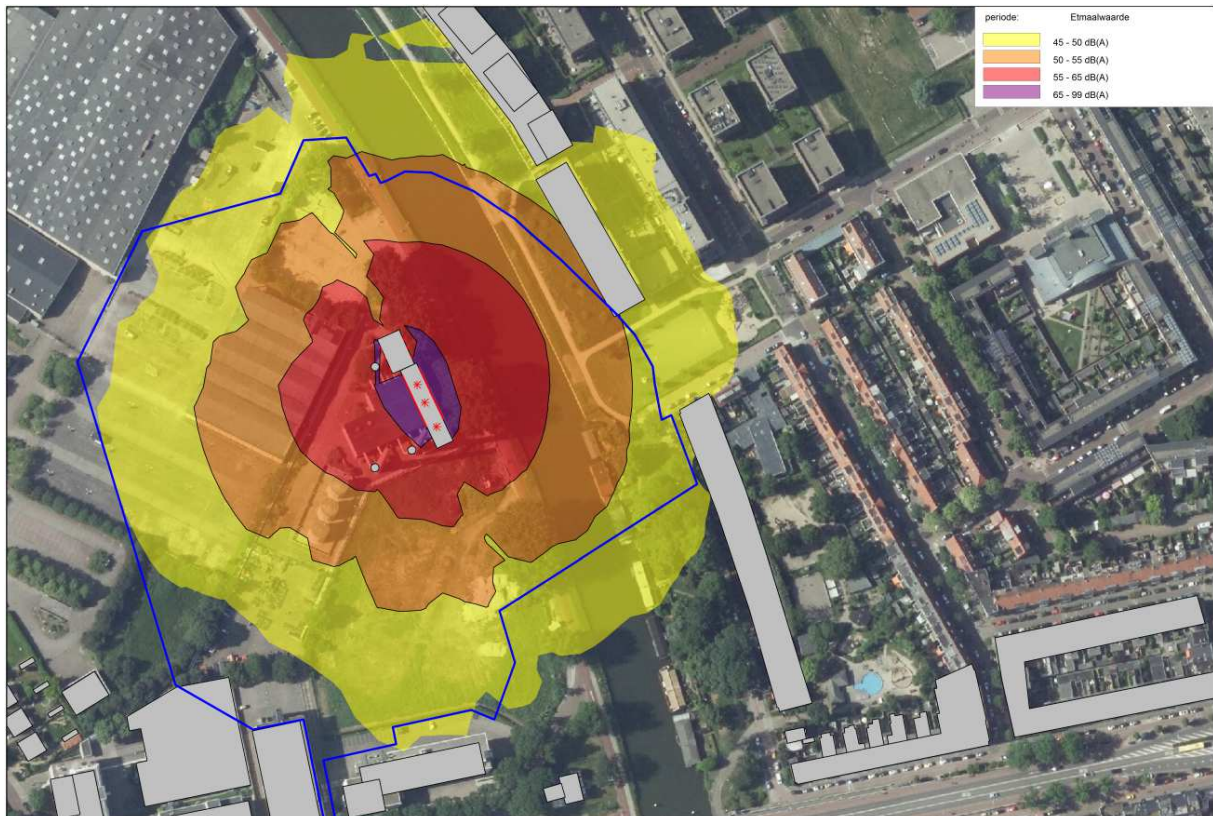 periode: Etmaalwaarde
45 - 50 dB(A)
50 - 55 dB(A)
55 - 65 dB(A)
65 - 99 dB(A)